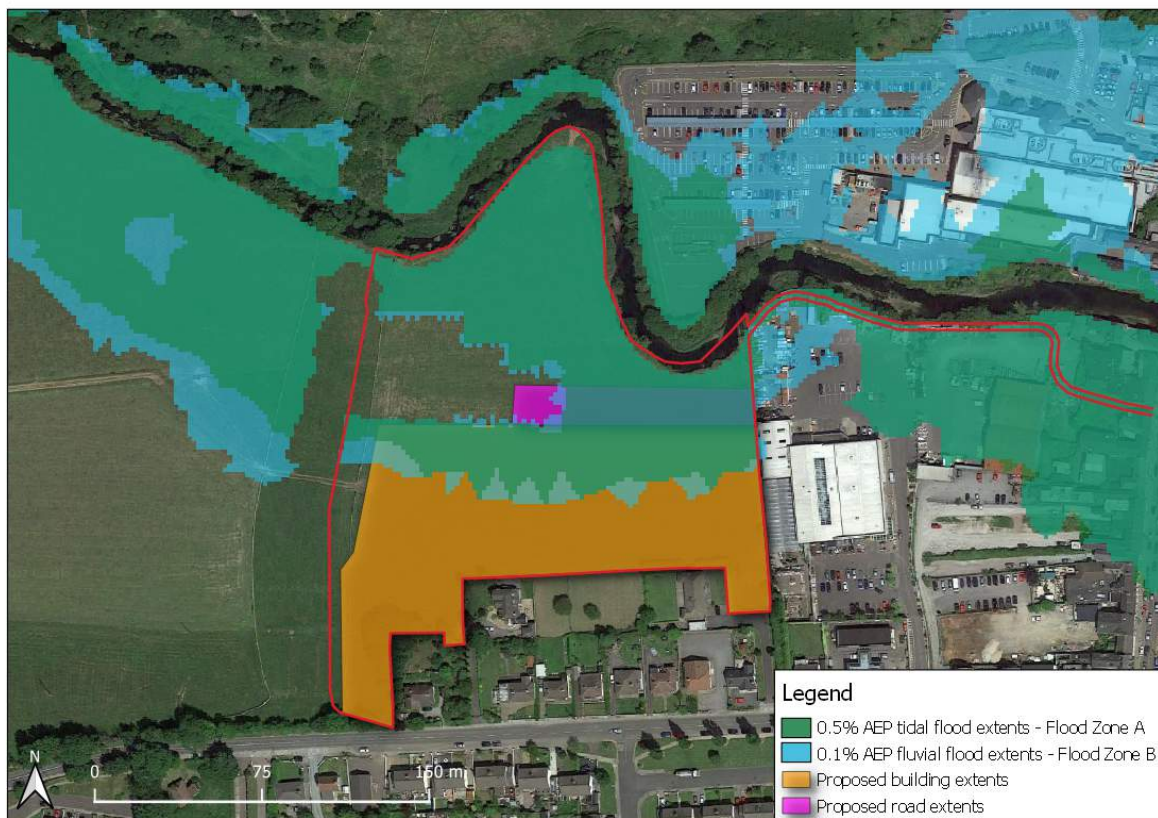 Legend
0.5% AEP tidal flood extents - Flood Zone A
0.1% AEP fluvial flood extents - Flood Zone B
Proposed building extents
Proposed road extents
N
0 75 150 m